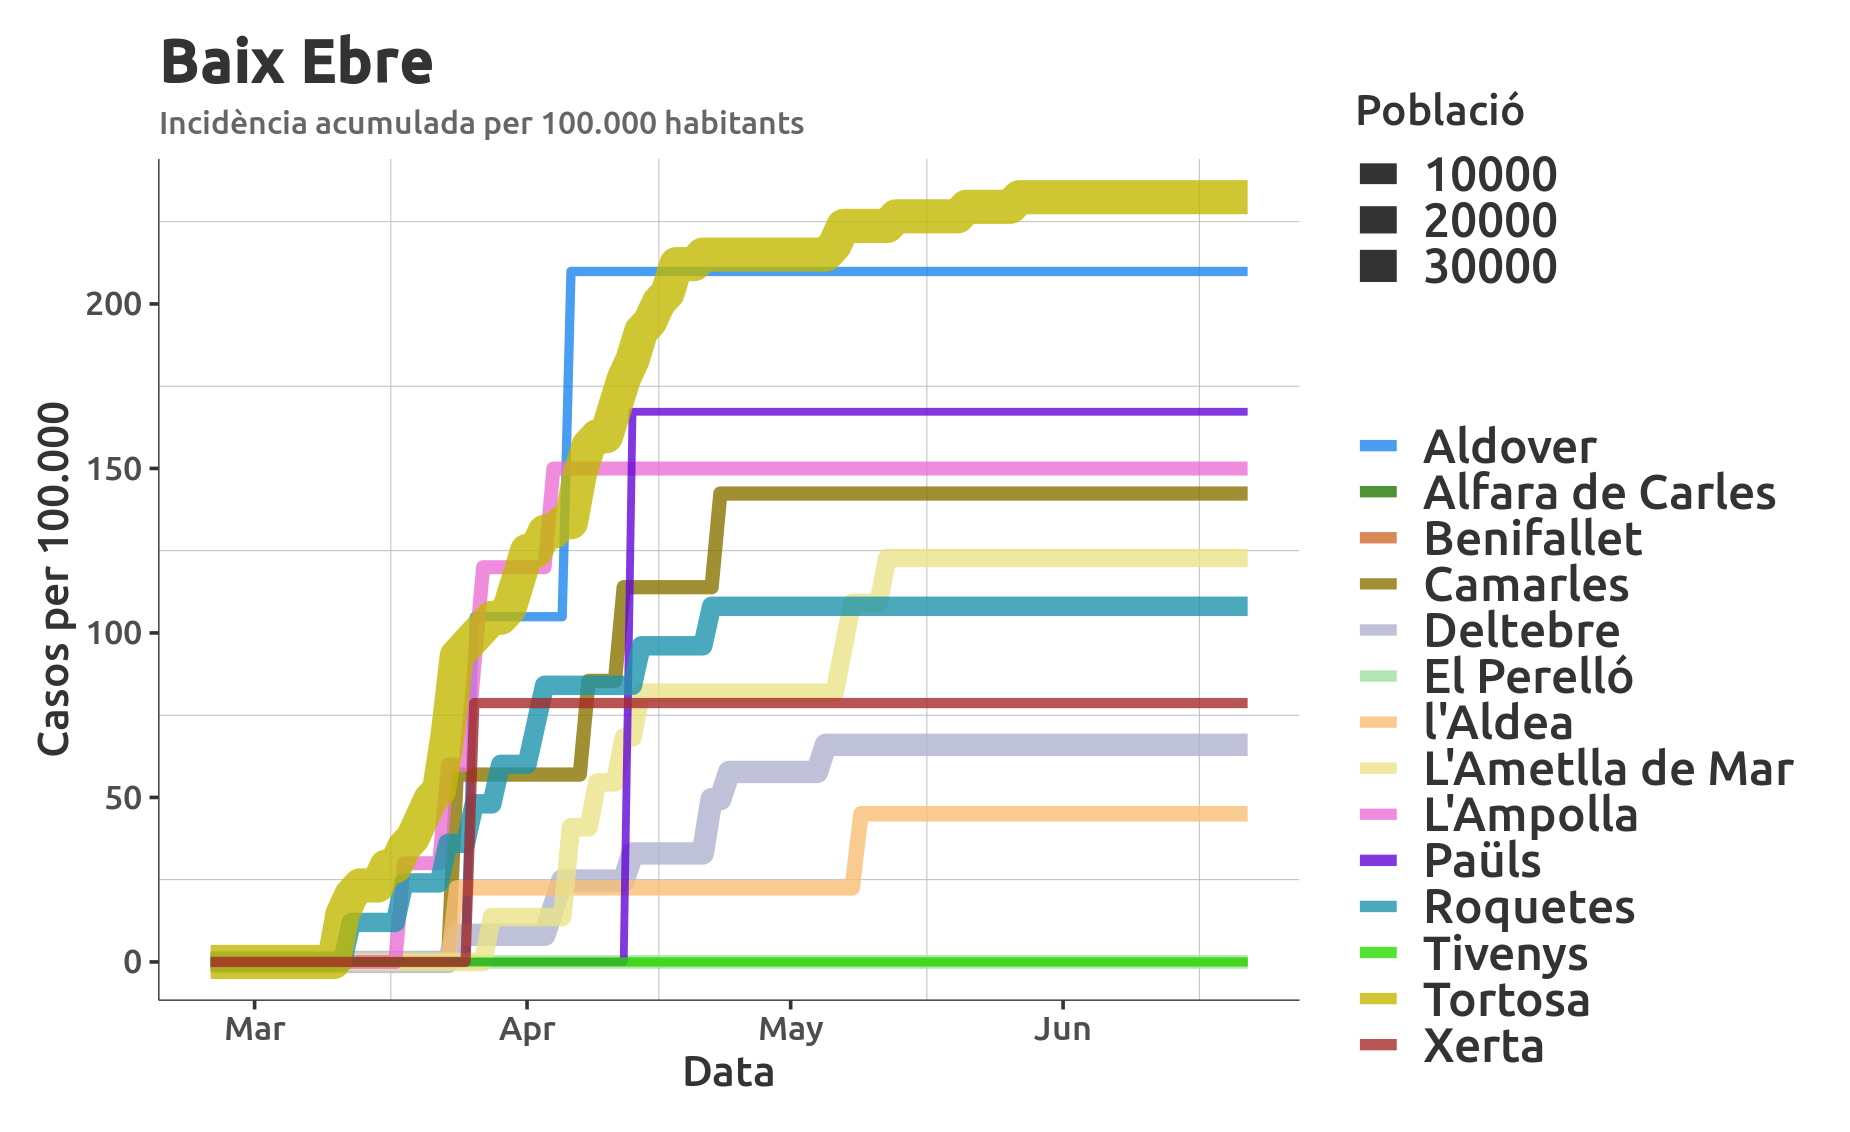 Baix Ebre
Incidència acumulada per 100.000 habitants
Casos per 100.000
200
150
100
50
0
Mar
Apr
May
Jun
Data
Població
10000
20000
30000
Aldover
Alfara de Carles
Benifallet
Camarles
Deltebre
El Perelló
l'Aldea
L'Ametlla de Mar
L'Ampolla
Paüls
Roquetes
Tivenys
Tortosa
Xerta